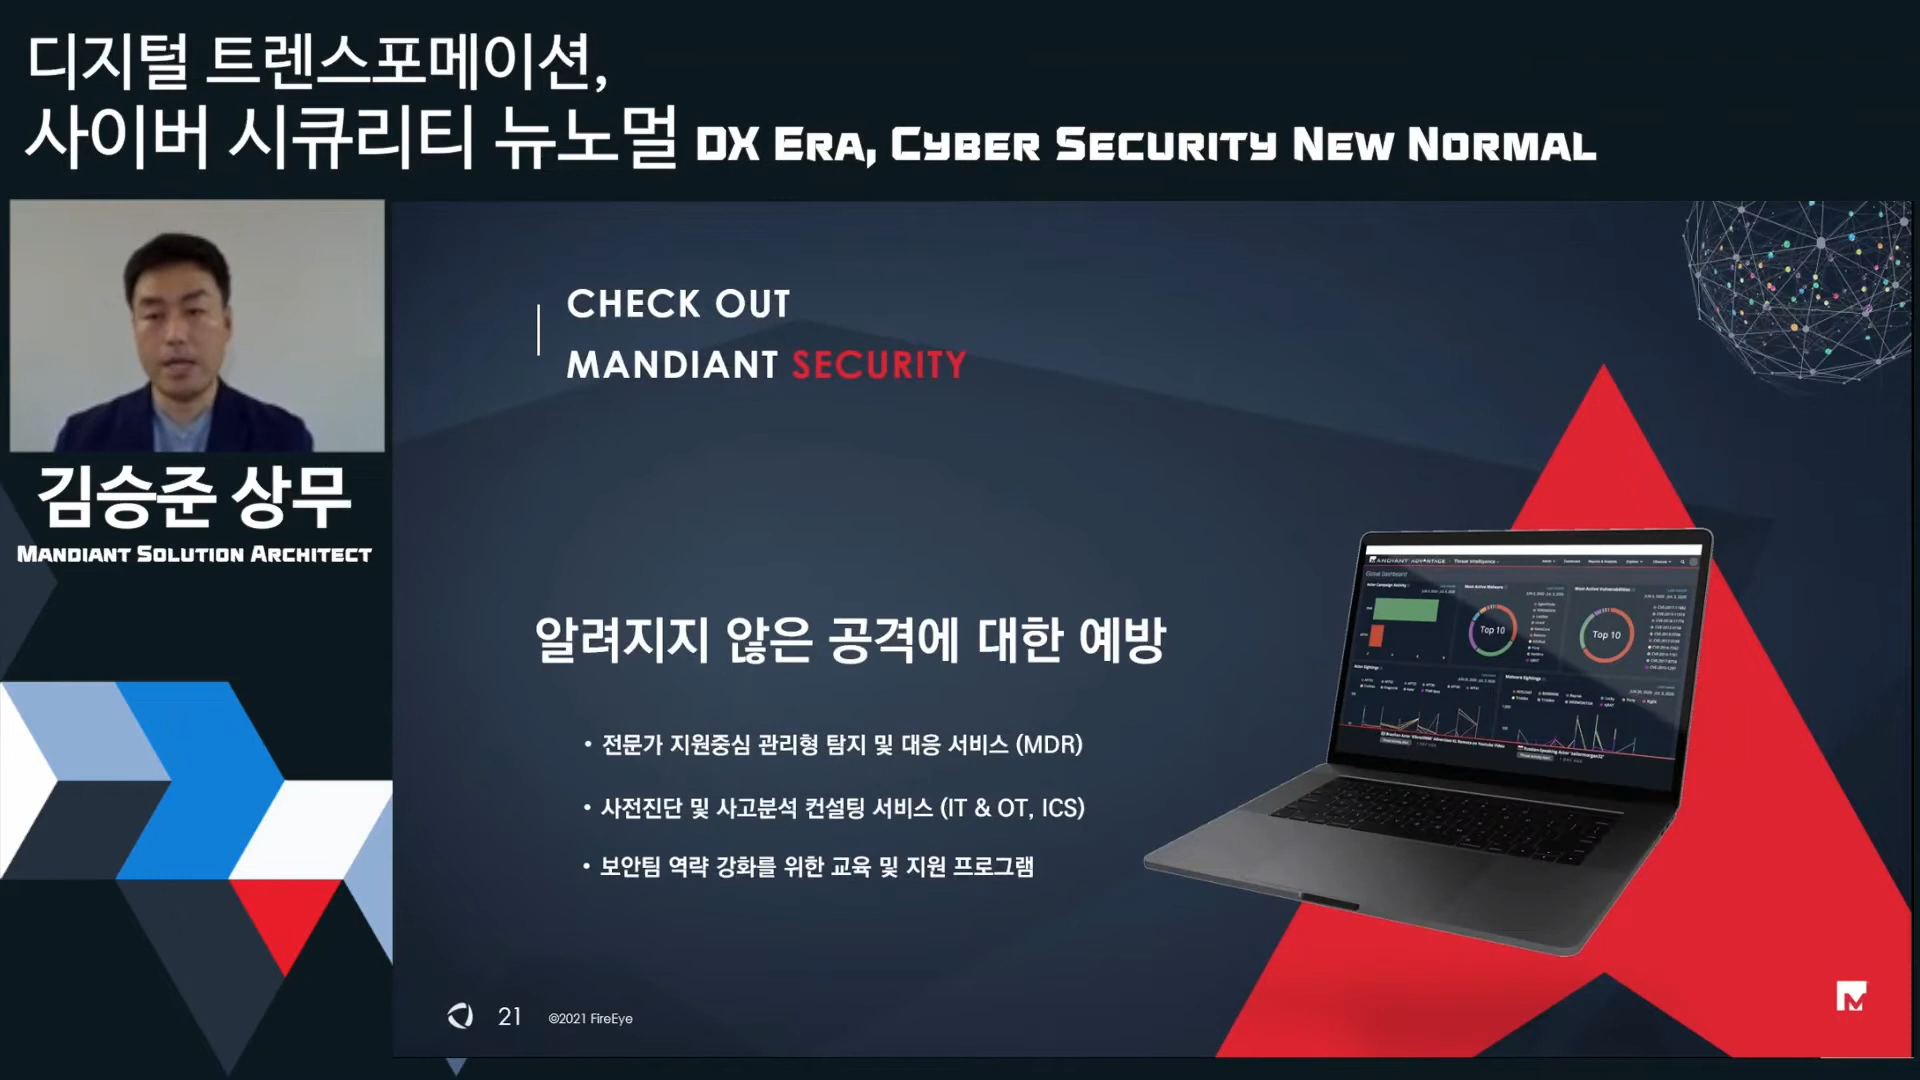 디지털 트렌스포메이션,
사이버 시큐리티 뉴노멀 DX Era, Cyber Security New Normal
김승준 상무
Mandiant Solution Architect
CHECK OUT
MANDIANT SECURITY
알려지지 않은 공격에 대한 예방
• 전문가 지원중심 관리형 탐지 및 대응 서비스 (MDR)
• 사전진단 및 사고분석 컨설팅 서비스 (IT & OT, ICS)
• 보안팀 역략 강화를 위한 교육 및 지원 프로그램
MANDIANT ADVANTAGE Threat Intelligence
Global Dashboard
Top 10
Top 10
21 ©2021 FireEye